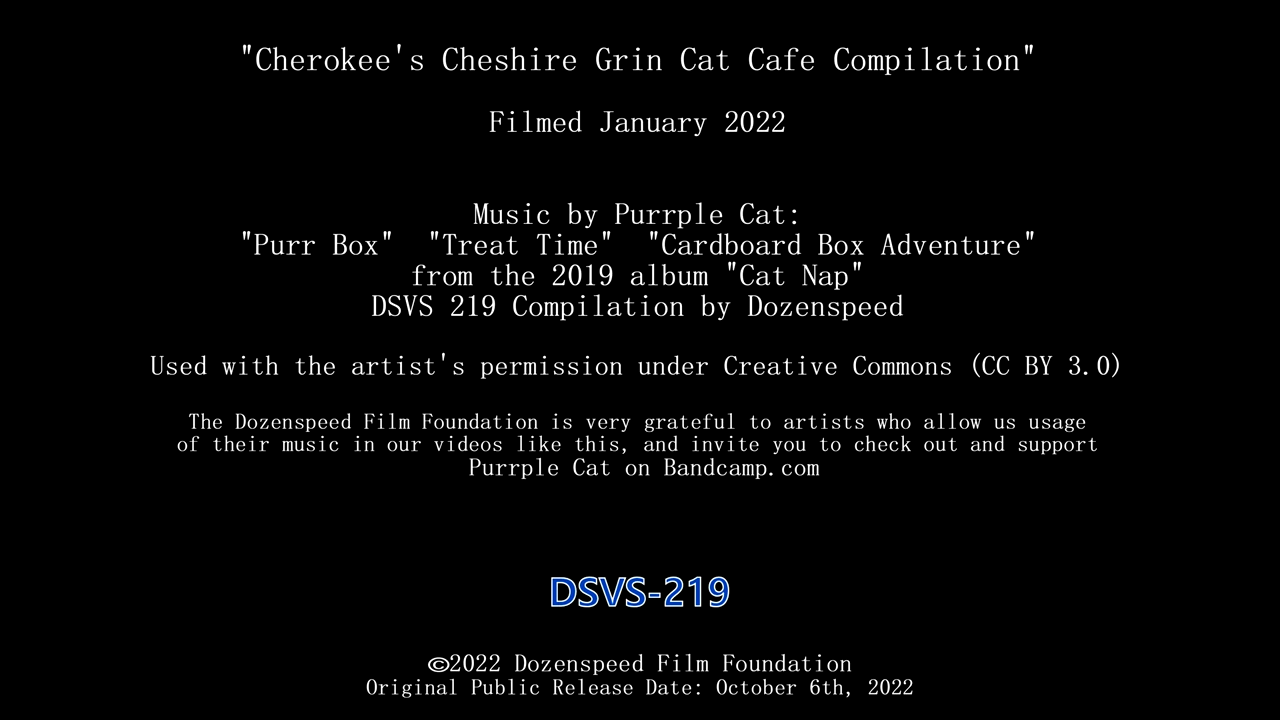 "Cherokee's Cheshire Grin Cat Cafe Compilation"
Filmed January 2022
Music by Purrple Cat:
"Purr Box"  "Treat Time"  "Cardboard Box Adventure"
from the 2019 album "Cat Nap"
DSVS 219 Compilation by Dozenspeed
Used with the artist's permission under Creative Commons (CC BY 3.0)
The Dozenspeed Film Foundation is very grateful to artists who allow us usage
of their music in our videos like this, and invite you to check out and support
Purrple Cat on Bandcamp.com
DSVS-219
©2022 Dozenspeed Film Foundation
Original Public Release Date: October 6th, 2022